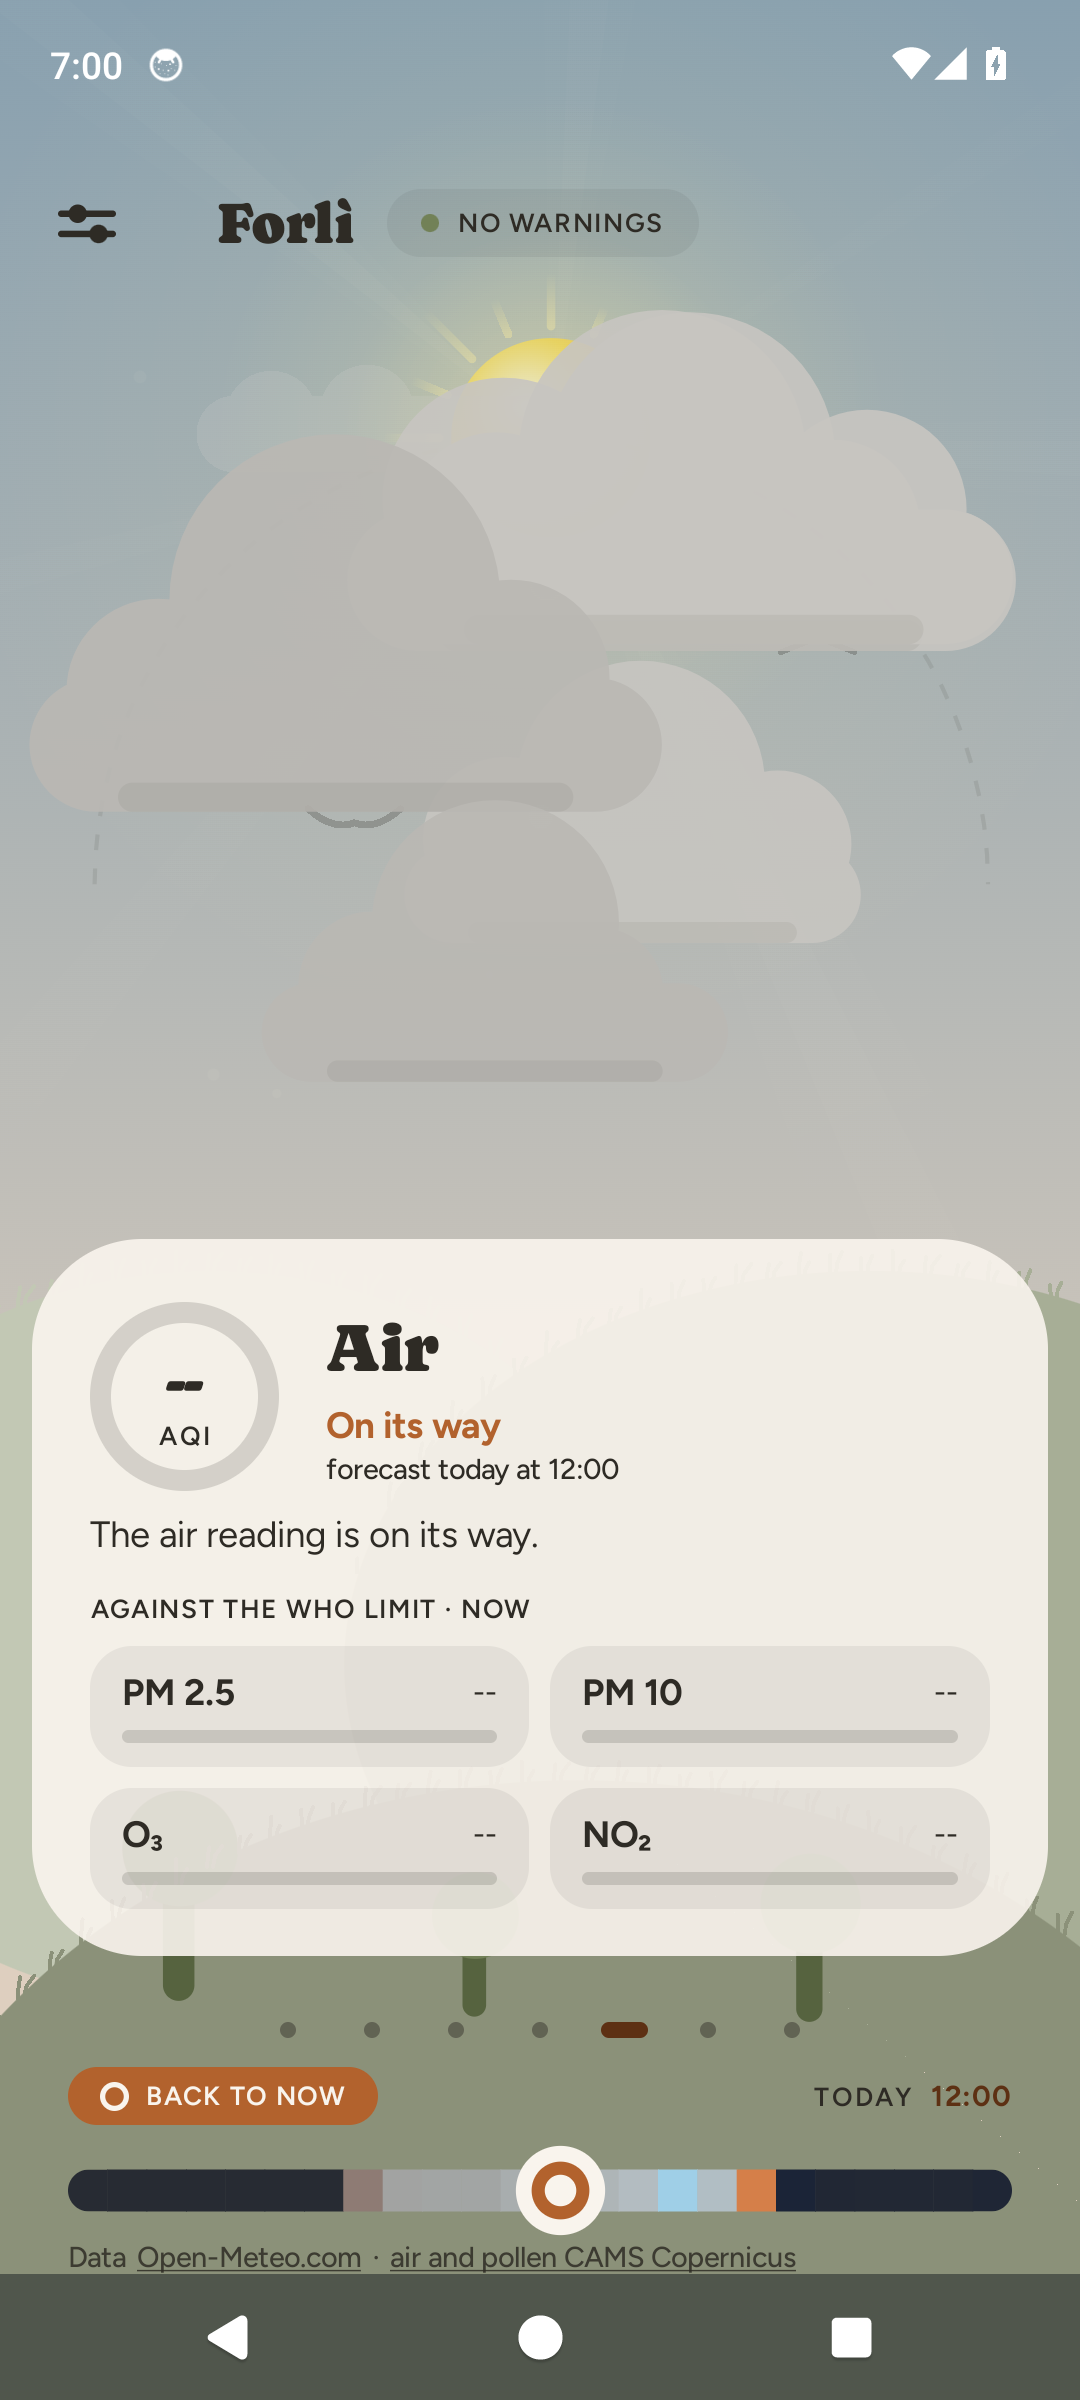 7:00
Forlì
NO WARNINGS
--
AQI
Air
On its way
forecast today at 12:00
The air reading is on its way.
AGAINST THE WHO LIMIT · NOW
PM 2.5 --
PM 10 --
O₃ --
NO₂ --
BACK TO NOW
TODAY 12:00
Data Open-Meteo.com · air and pollen CAMS Copernicus